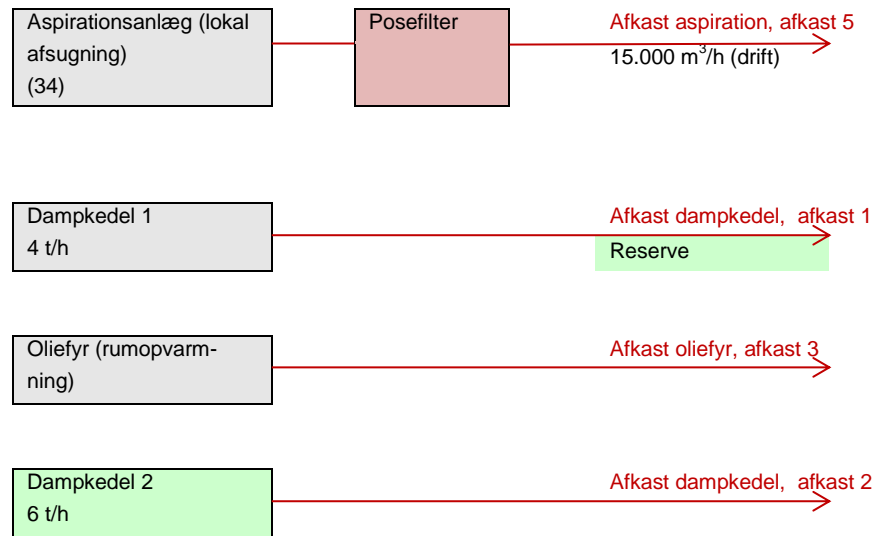 Aspirationsanlæg (lokal
afsugning)
(34)
Posefilter
Afkast aspiration, afkast 5
15.000 m³/h (drift)
Dampkedel 1
4 t/h
Afkast dampkedel,  afkast 1
Reserve
Oliefyr (rumopvarm-
ning)
Afkast oliefyr, afkast 3
Dampkedel 2
6 t/h
Afkast dampkedel,  afkast 2